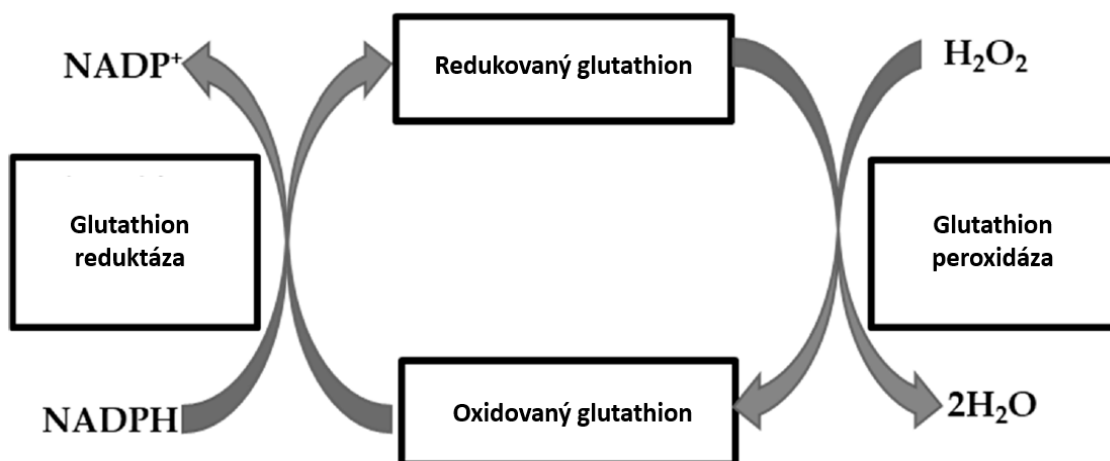 NADP⁺
Redukovaný glutathion
H₂O₂
Glutathion
reduktáza
Glutathion
peroxidáza
NADPH
Oxidovaný glutathion
2H₂O